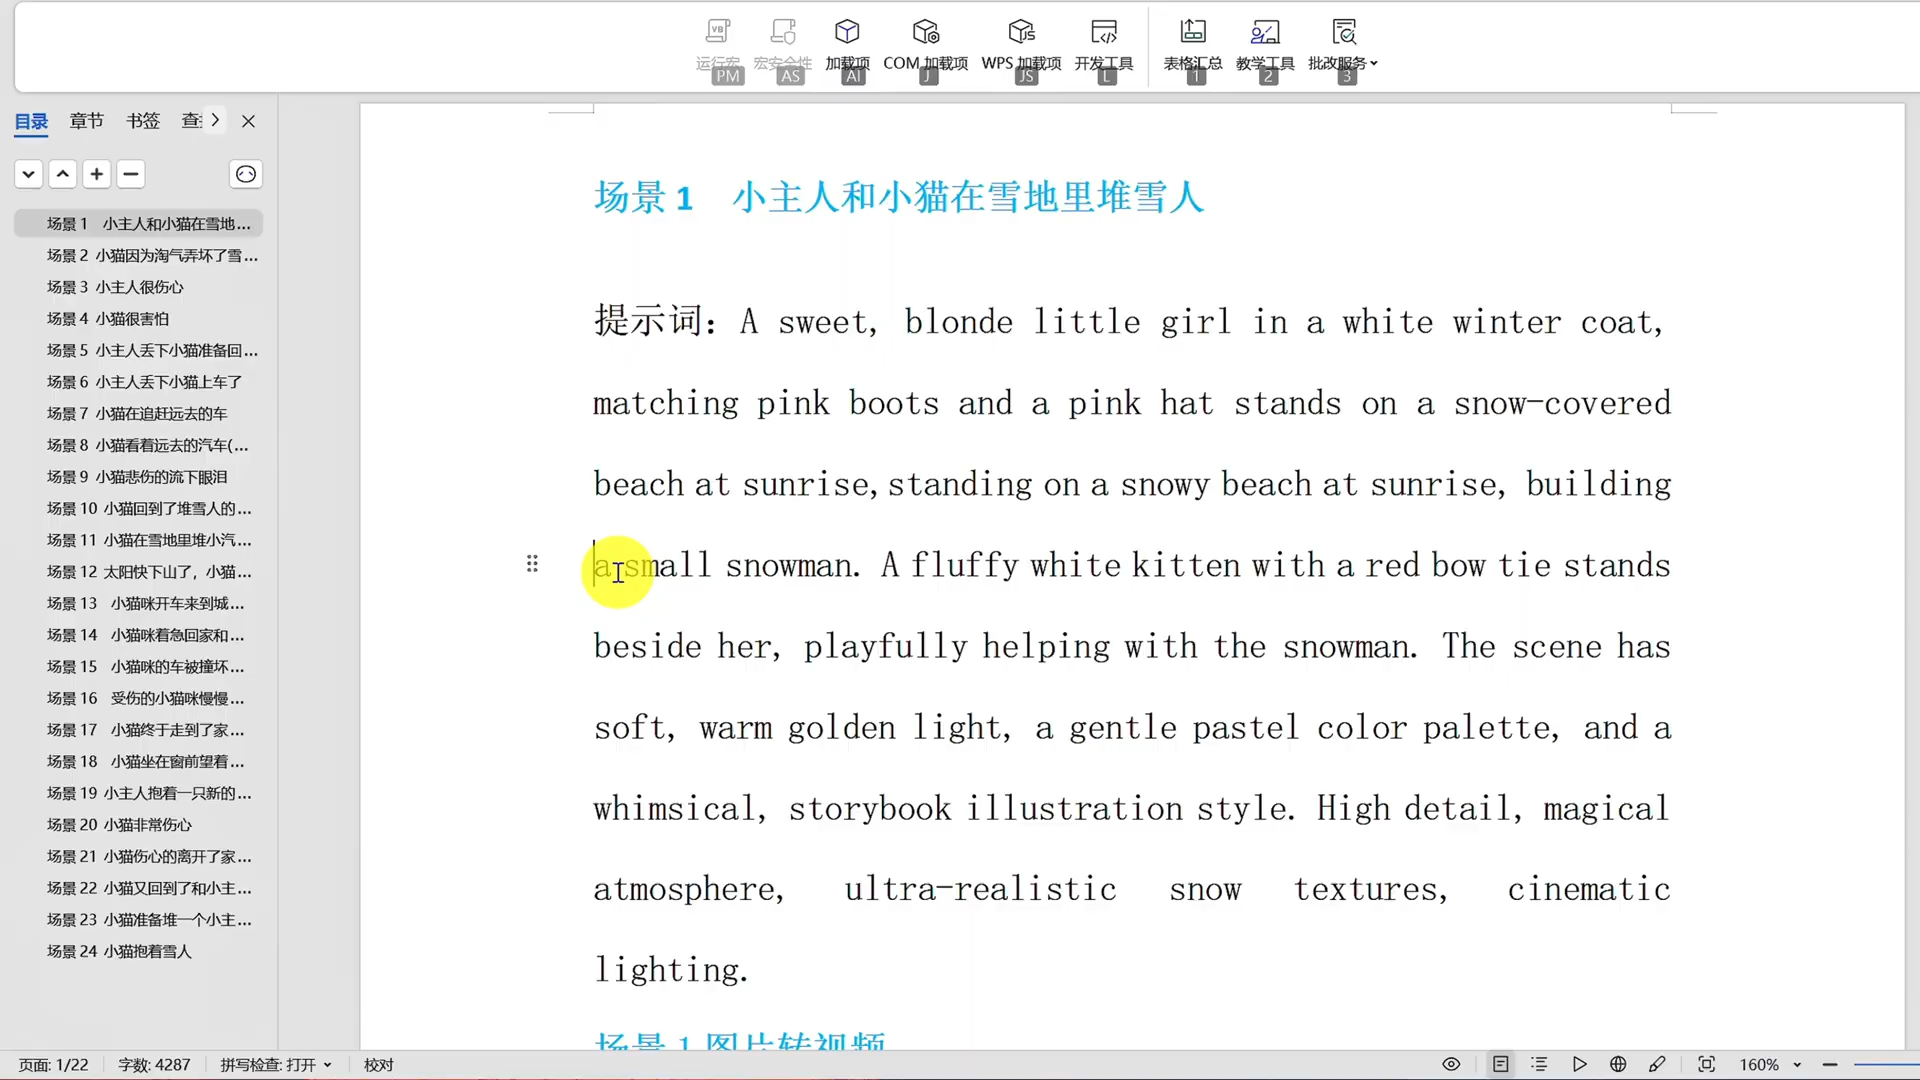 运行宏 宏安全性 加载项 COM 加载项 WPS 加载项 开发工具 表格汇总 教学工具 批改服务
PM AS AI J JS L 1 2 3
目录 章节 书签
场景 1 小主人和小猫在雪地...
场景 2 小猫因为淘气弄坏了雪...
场景 3 小主人很伤心
场景 4 小猫很害怕
场景 5 小主人丢下小猫准备回...
场景 6 小主人丢下小猫上车了
场景 7 小猫在追赶远去的车
场景 8 小猫看着远去的汽车(...
场景 9 小猫悲伤的流下眼泪
场景 10 小猫回到了堆雪人的...
场景 11 小猫在雪地里堆小汽...
场景 12 太阳快下山了，小猫...
场景 13 小猫咪开车来到城...
场景 14 小猫咪着急回家和...
场景 15 小猫咪的车被撞坏...
场景 16 受伤的小猫咪慢慢...
场景 17 小猫终于走到了家...
场景 18 小猫坐在窗前望着...
场景 19 小主人抱着一只新的...
场景 20 小猫非常伤心
场景 21 小猫伤心的离开了家...
场景 22 小猫又回到了和小主...
场景 23 小猫准备堆一个小主...
场景 24 小猫抱着雪人
场景 1 小主人和小猫在雪地里堆雪人
提示词：A sweet, blonde little girl in a white winter coat,
matching pink boots and a pink hat stands on a snow-covered
beach at sunrise,standing on a snowy beach at sunrise, building
a small snowman. A fluffy white kitten with a red bow tie stands
beside her, playfully helping with the snowman. The scene has
soft, warm golden light, a gentle pastel color palette, and a
whimsical, storybook illustration style. High detail, magical
atmosphere, ultra-realistic snow textures, cinematic
lighting.
场景 1 图片转视频
页面: 1/22 字数: 4287 拼写检查: 打开 校对 160%